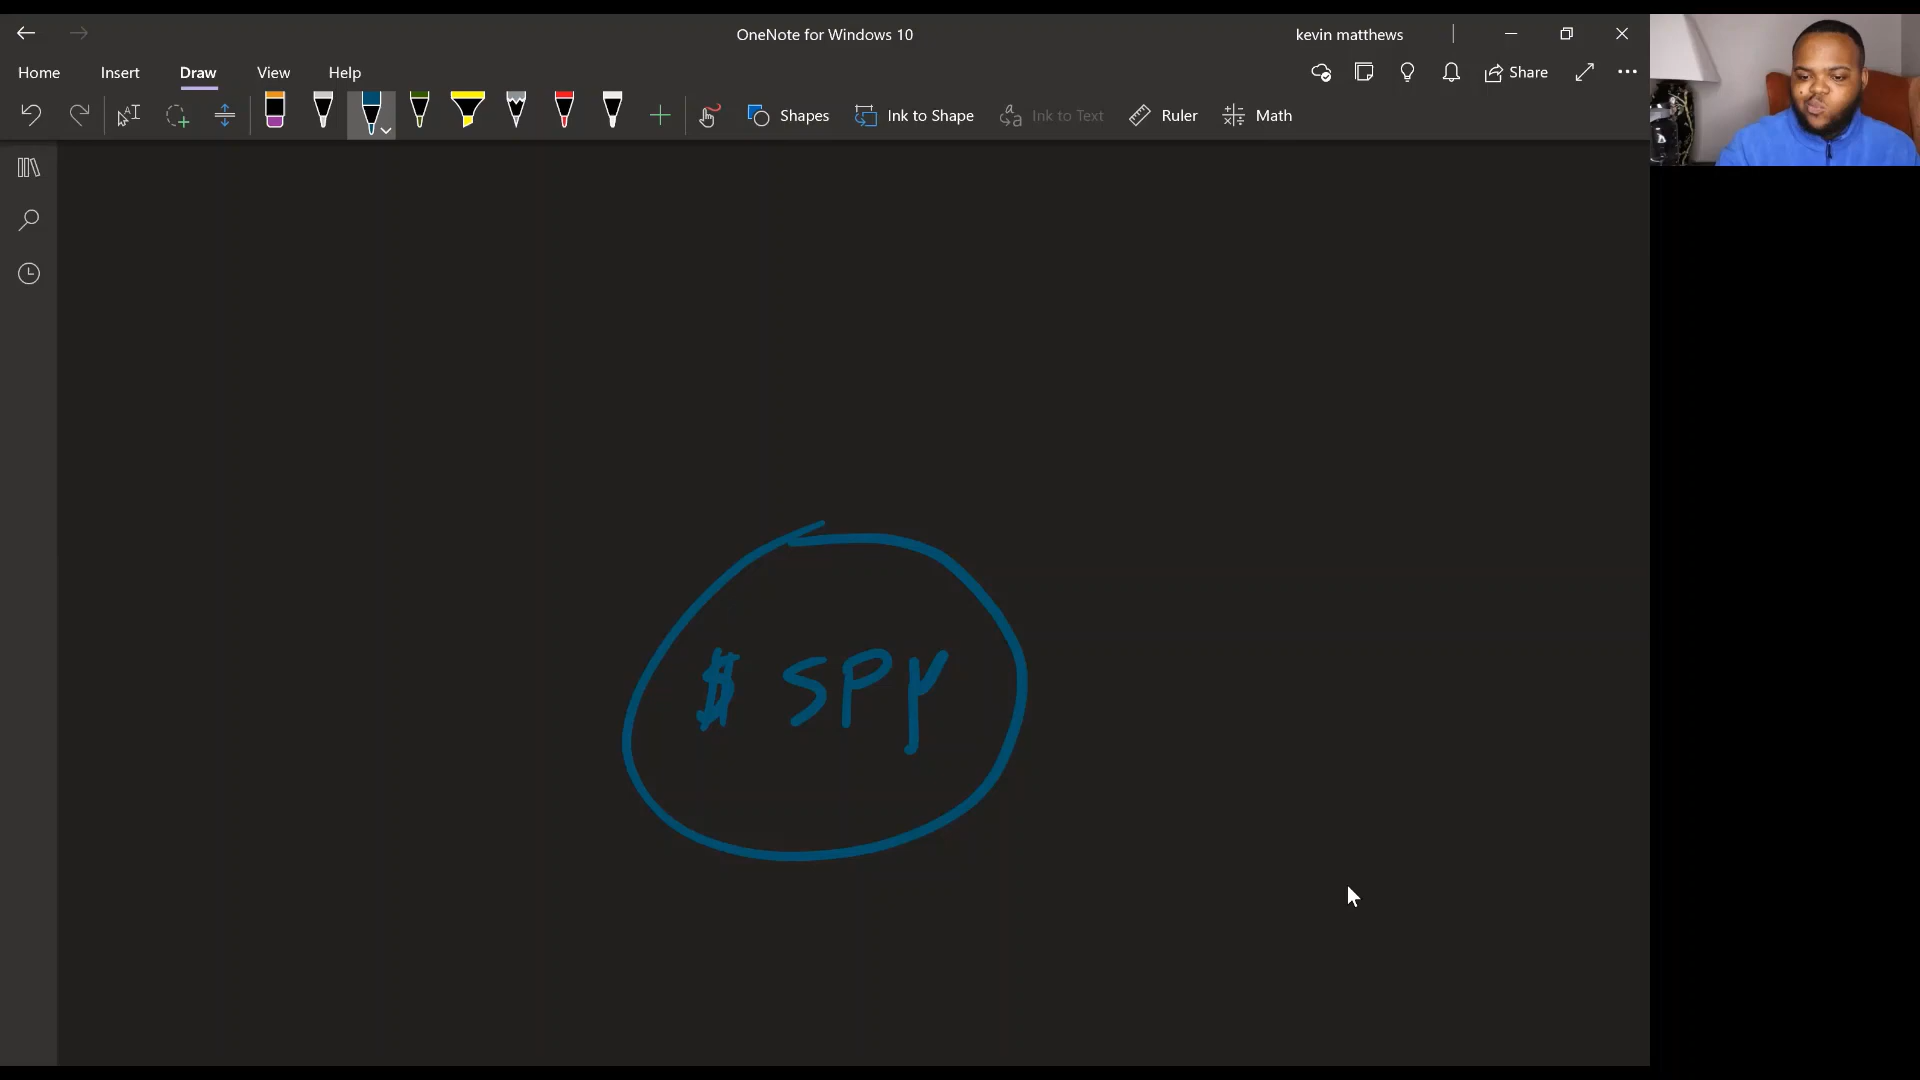 OneNote for Windows 10
kevin matthews
Home Insert Draw View Help
Share
Shapes Ink to Shape Ink to Text Ruler Math
$ SPY